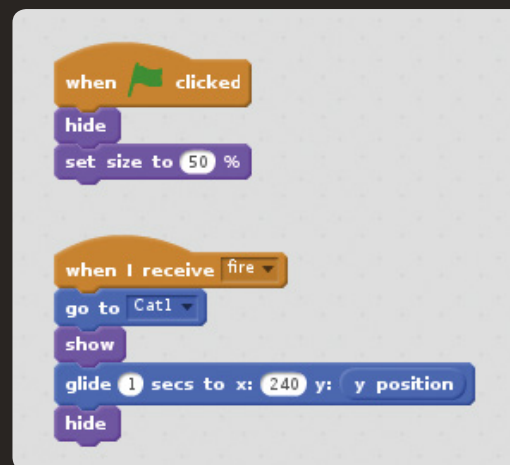 when clicked
hide
set size to 50 %
when I receive fire
go to Cat1
show
glide 1 secs to x: 240 y: y position
hide